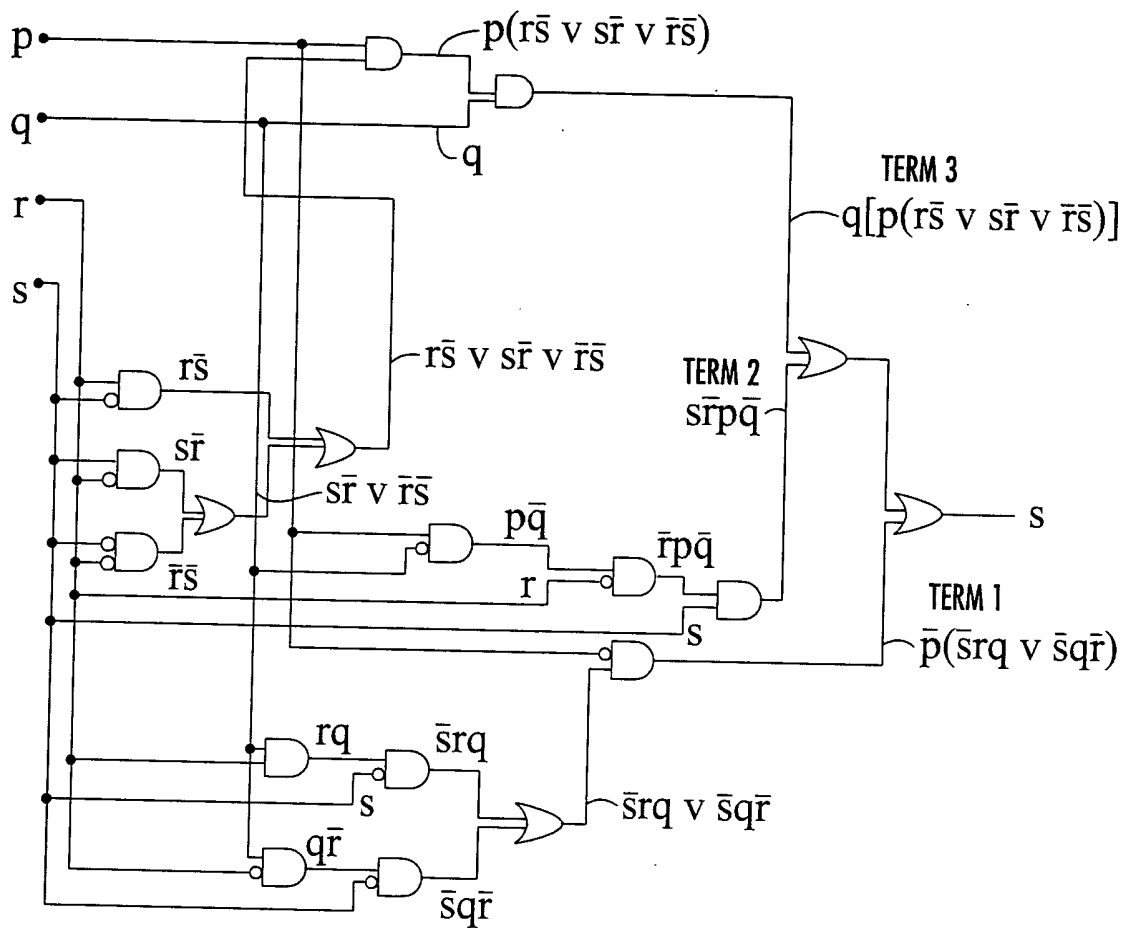 p
p(rs̄ v sr̄ v r̄s̄)
q
q
TERM 3
q[p(rs̄ v sr̄ v r̄s̄)]
r
s
rs̄ v sr̄ v r̄s̄
rs̄
TERM 2
sr̄pq̄
sr̄
sr̄ v r̄s̄
pq̄
r̄pq̄
s
r̄s̄
r
TERM 1
s
p̄(s̄rq v s̄qr̄)
rq
s̄rq
s
s̄rq v s̄qr̄
qr̄
s̄qr̄